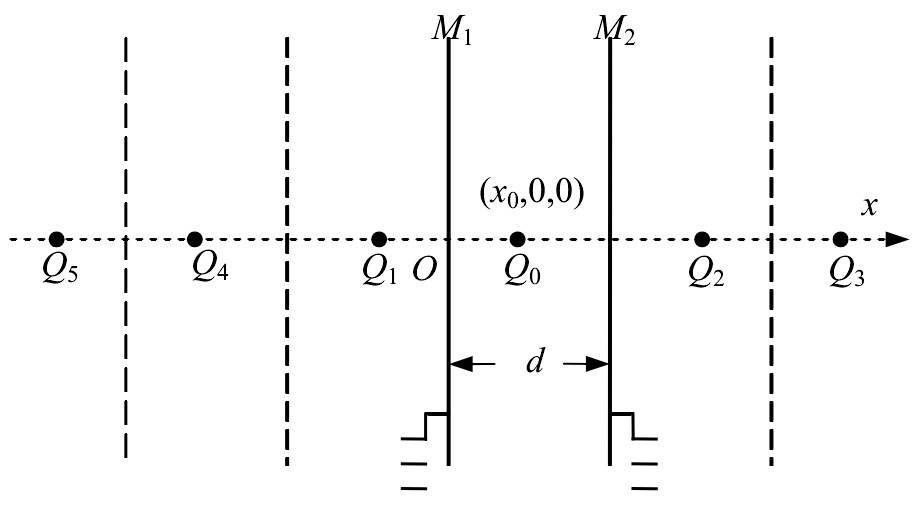 M₁ M₂
(x₀,0,0)
x
Q₅ Q₄ Q₁ O Q₀ Q₂ Q₃
d